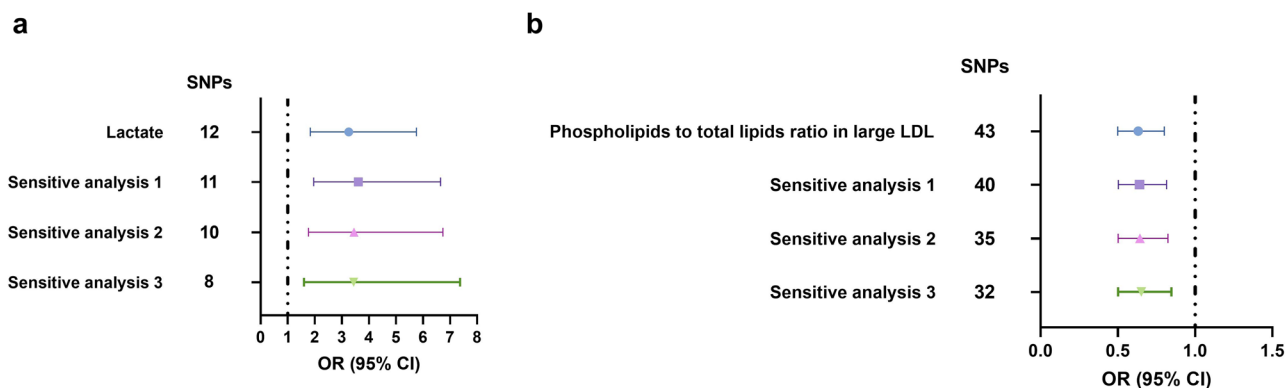 a
SNPs
Lactate 12
Sensitive analysis 1 11
Sensitive analysis 2 10
Sensitive analysis 3 8
0 1 2 3 4 5 6 7 8
OR (95% CI)
b
SNPs
Phospholipids to total lipids ratio in large LDL 43
Sensitive analysis 1 40
Sensitive analysis 2 35
Sensitive analysis 3 32
0.0 0.5 1.0 1.5
OR (95% CI)